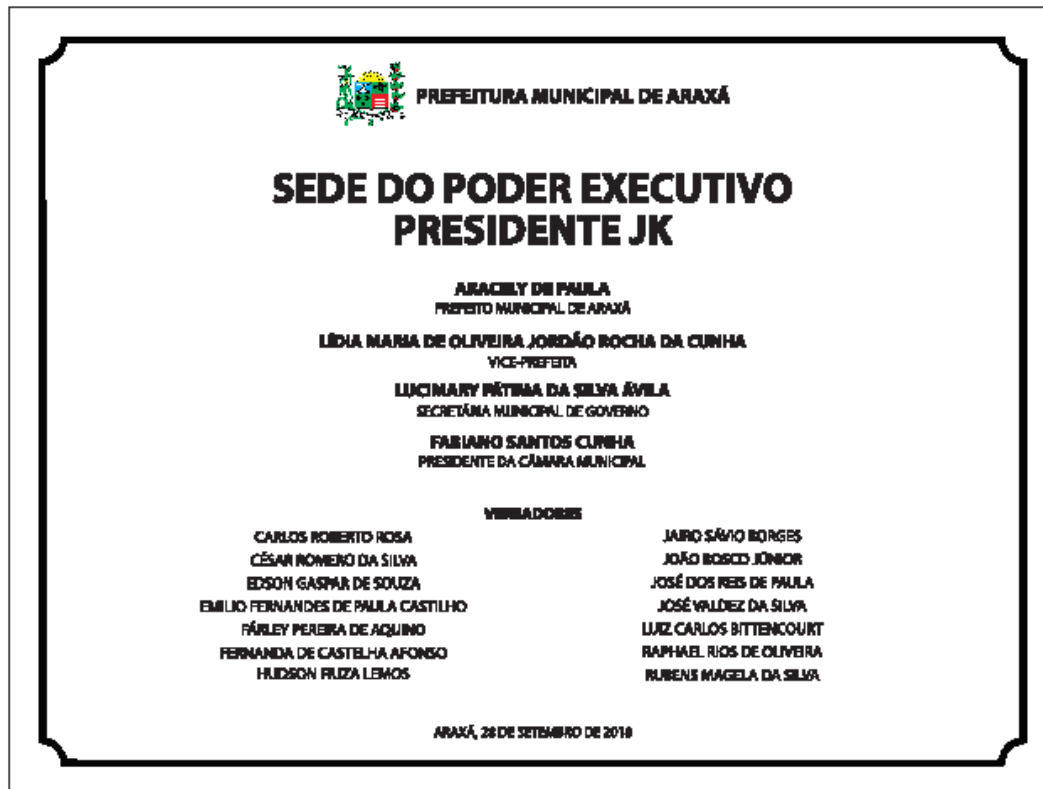 PREFEITURA MUNICIPAL DE ARAXÁ
SEDE DO PODER EXECUTIVO
PRESIDENTE JK
ARACELY DE PAULA
PREFEITO MUNICIPAL DE ARAXÁ
LÍDIA MARIA DE OLIVEIRA JORDÃO ROCHA DA CUNHA
VICE-PREFEITA
LUCIMARY FÁTIMA DA SILVA ÁVILA
SECRETÁRIA MUNICIPAL DE GOVERNO
FABIANO SANTOS CUNHA
PRESIDENTE DA CÂMARA MUNICIPAL
VEREADORES
CARLOS ROBERTO ROSA
CÉSAR ROMERO DA SILVA
EDSON GASPAR DE SOUZA
EMILIO FERNANDES DE PAULA CASTILHO
FÁRLEY PEREIRA DE AQUINO
FERNANDA DE CASTELHA AFONSO
HUDSON FIUZA LEMOS
JAIRO SÁVIO BORGES
JOÃO BOSCO JÚNIOR
JOSÉ DOS REIS DE PAULA
JOSÉ VALDEZ DA SILVA
LUIZ CARLOS BITTENCOURT
RAPHAEL RIOS DE OLIVEIRA
RUBENS MAGELA DA SILVA
ARAXÁ, 28 DE SETEMBRO DE 2018